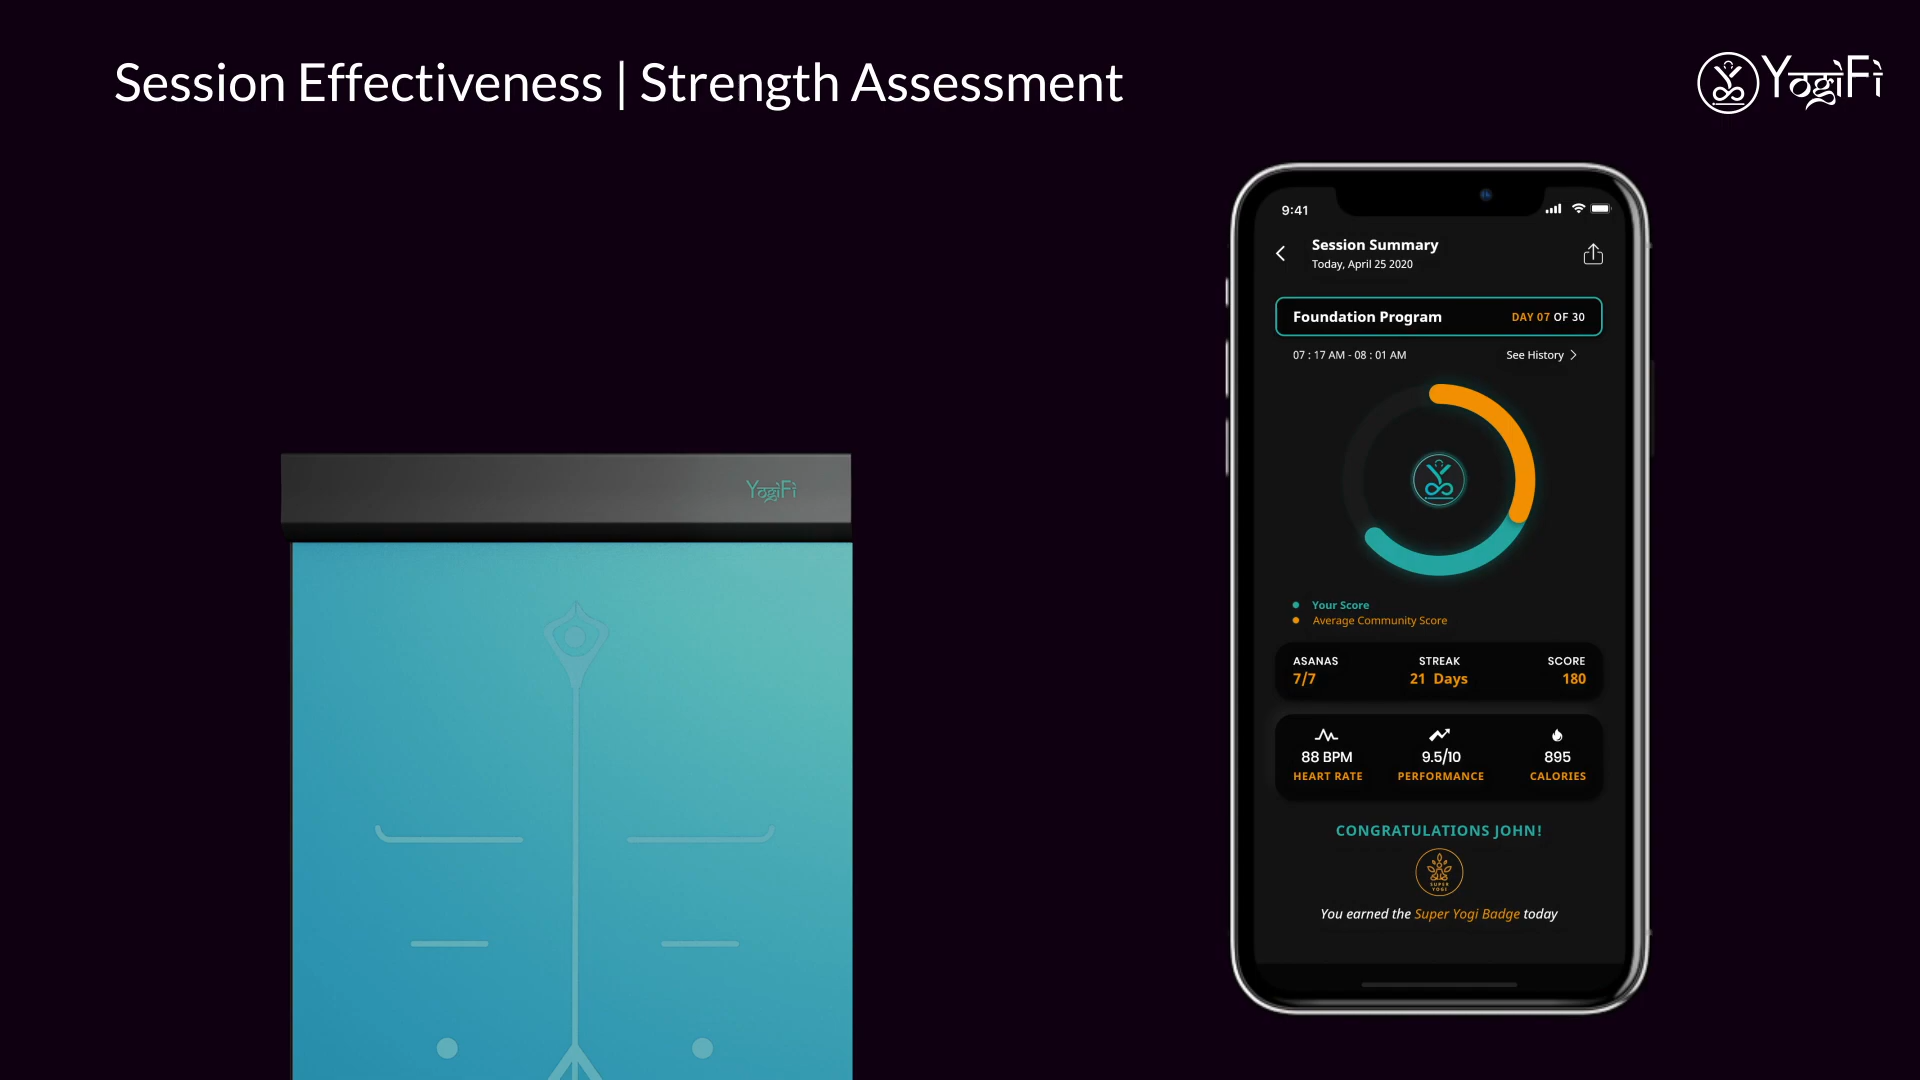 Session Effectiveness | Strength Assessment
YogiFi
YogiFi
9:41
Session Summary
Today, April 25 2020
Foundation Program
DAY 07 OF 30
07 : 17 AM - 08 : 01 AM
See History
Your Score
Average Community Score
ASANAS
STREAK
SCORE
7/7
21 Days
180
88 BPM
9.5/10
895
HEART RATE
PERFORMANCE
CALORIES
CONGRATULATIONS JOHN!
SUPER
YOGI
You earned the Super Yogi Badge today